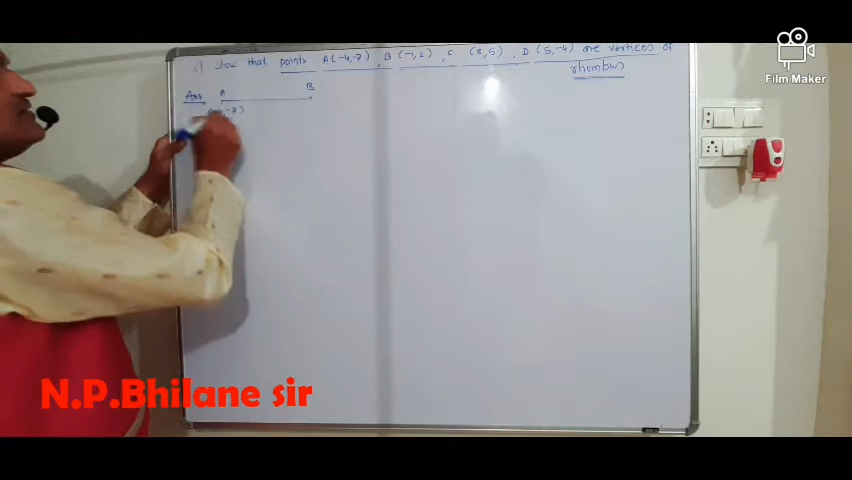 show that points A(-4,-7), B(-1,2), C (8,5), D(5,-4) are vertices of
rhombus
Ans A B
-7)
Film Maker
N.P.Bhilane sir